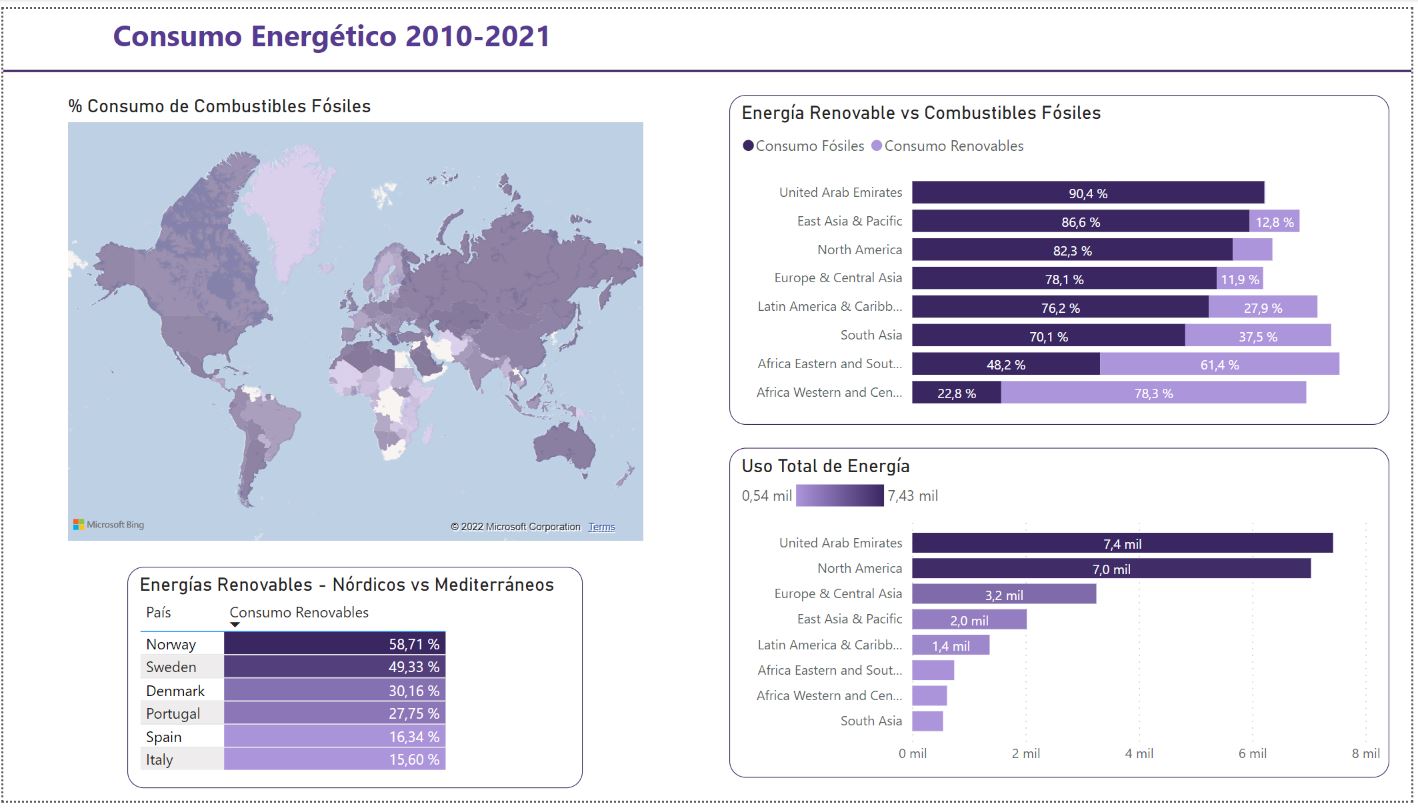 Consumo Energético 2010-2021
% Consumo de Combustibles Fósiles
Microsoft Bing
© 2022 Microsoft Corporation Terms
Energías Renovables - Nórdicos vs Mediterráneos
País Consumo Renovables
Norway 58,71 %
Sweden 49,33 %
Denmark 30,16 %
Portugal 27,75 %
Spain 16,34 %
Italy 15,60 %
Energía Renovable vs Combustibles Fósiles
Consumo Fósiles Consumo Renovables
United Arab Emirates 90,4 %
East Asia & Pacific 86,6 % 12,8 %
North America 82,3 %
Europe & Central Asia 78,1 % 11,9 %
Latin America & Caribb... 76,2 % 27,9 %
South Asia 70,1 % 37,5 %
Africa Eastern and Sout... 48,2 % 61,4 %
Africa Western and Cen... 22,8 % 78,3 %
Uso Total de Energía
0,54 mil 7,43 mil
United Arab Emirates 7,4 mil
North America 7,0 mil
Europe & Central Asia 3,2 mil
East Asia & Pacific 2,0 mil
Latin America & Caribb... 1,4 mil
Africa Eastern and Sout...
Africa Western and Cen...
South Asia
0 mil 2 mil 4 mil 6 mil 8 mil